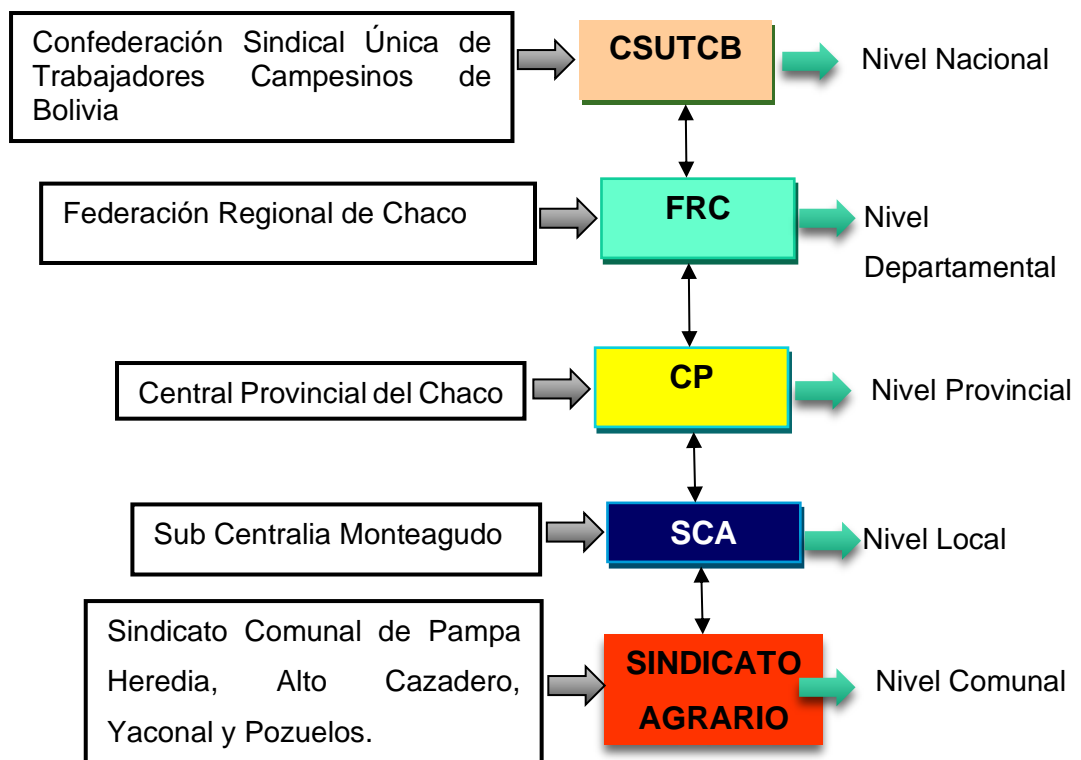 Confederación Sindical Única de
Trabajadores Campesinos de
Bolivia
CSUTCB
Nivel Nacional
Federación Regional de Chaco
FRC
Nivel
Departamental
Central Provincial del Chaco
CP
Nivel Provincial
Sub Centralia Monteagudo
SCA
Nivel Local
Sindicato Comunal de Pampa
Heredia, Alto Cazadero,
Yaconal y Pozuelos.
SINDICATO
AGRARIO
Nivel Comunal